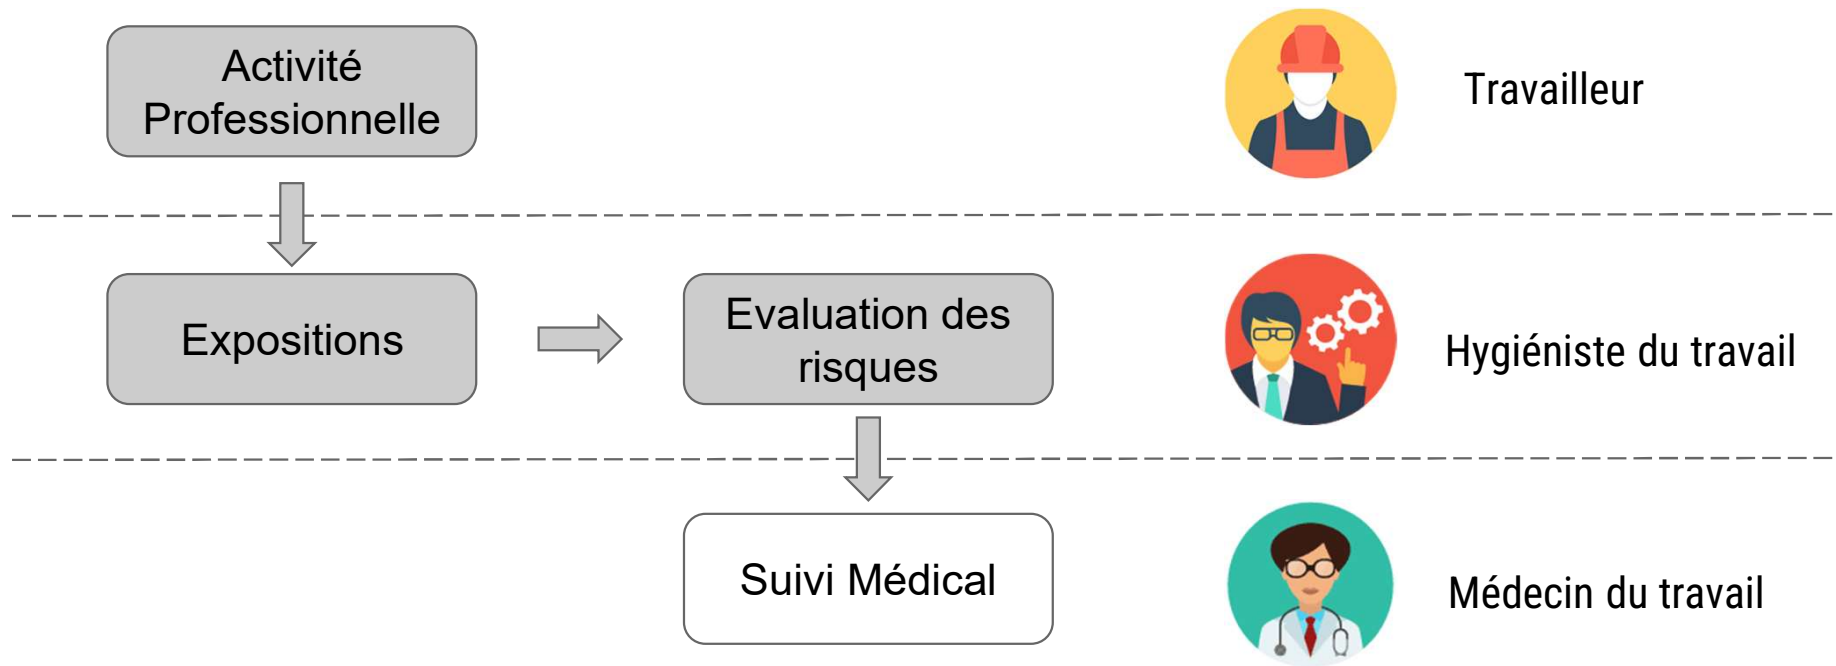 Activité
Professionnelle
Travailleur
Expositions
Evaluation des
risques
Hygiéniste du travail
Suivi Médical
Médecin du travail